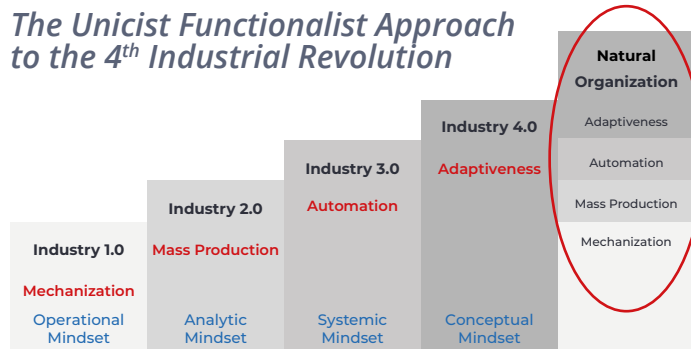 The Unicist Functionalist Approach
to the 4th Industrial Revolution
Industry 1.0
Mechanization
Operational
Mindset
Industry 2.0
Mass Production
Analytic
Mindset
Industry 3.0
Automation
Systemic
Mindset
Industry 4.0
Adaptiveness
Conceptual
Mindset
Natural
Organization
Adaptiveness
Automation
Mass Production
Mechanization